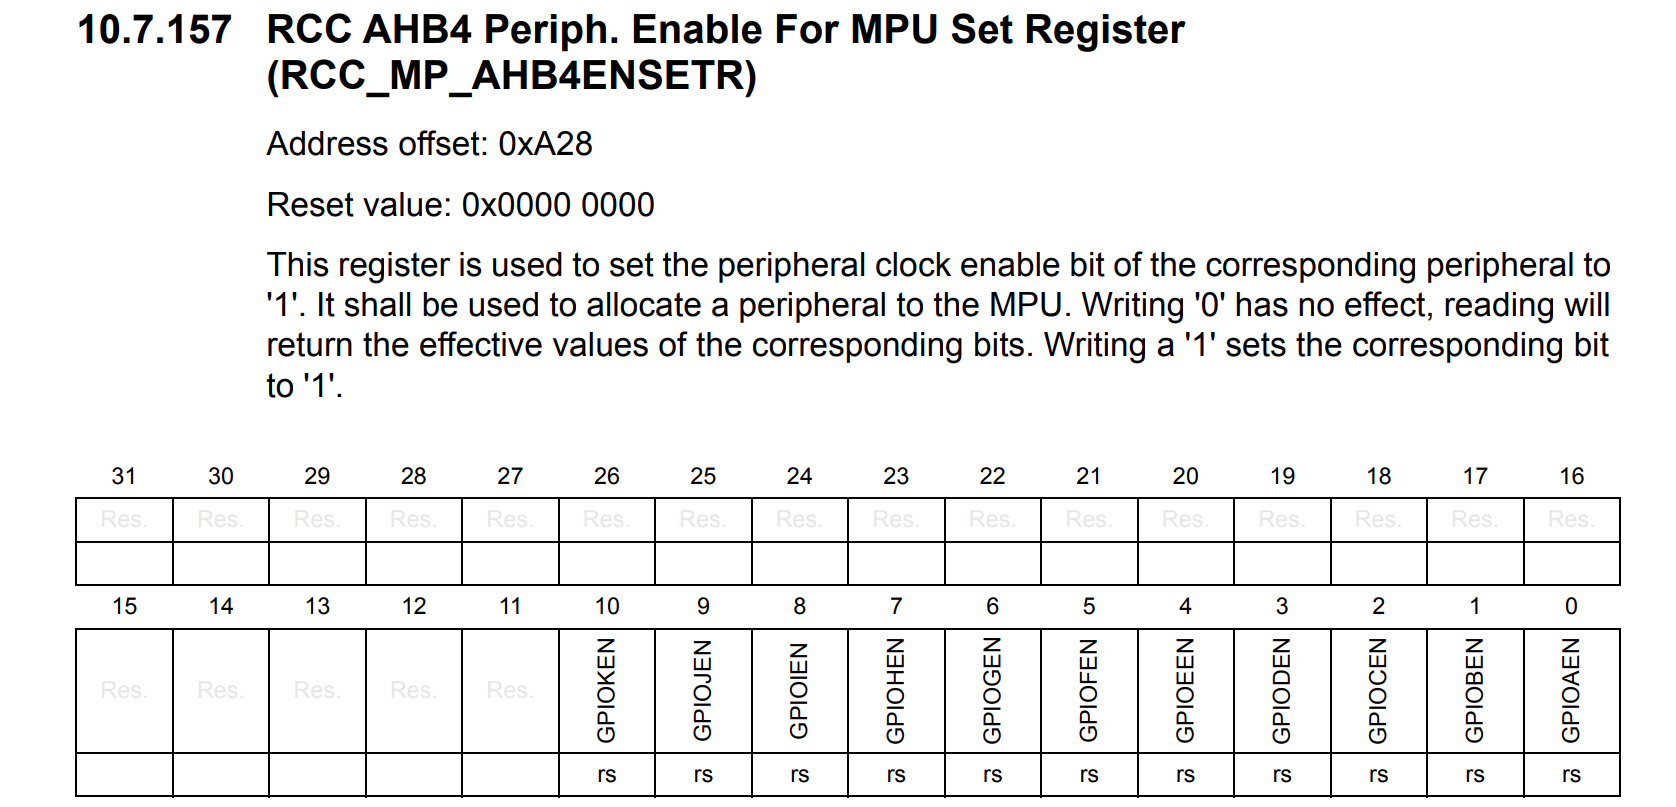 10.7.157 RCC AHB4 Periph. Enable For MPU Set Register
(RCC_MP_AHB4ENSETR)
Address offset: 0xA28
Reset value: 0x0000 0000
This register is used to set the peripheral clock enable bit of the corresponding peripheral to
'1'. It shall be used to allocate a peripheral to the MPU. Writing '0' has no effect, reading will
return the effective values of the corresponding bits. Writing a '1' sets the corresponding bit
to '1'.
31 30 29 28 27 26 25 24 23 22 21 20 19 18 17 16
Res. Res. Res. Res. Res. Res. Res. Res. Res. Res. Res. Res. Res. Res. Res. Res.
15 14 13 12 11 10 9 8 7 6 5 4 3 2 1 0
Res. Res. Res. Res. Res. GPIOKEN GPIOJEN GPIOIEN GPIOHEN GPIOGEN GPIOFEN GPIOEEN GPIODEN GPIOCEN GPIOBEN GPIOAEN
rs rs rs rs rs rs rs rs rs rs rs